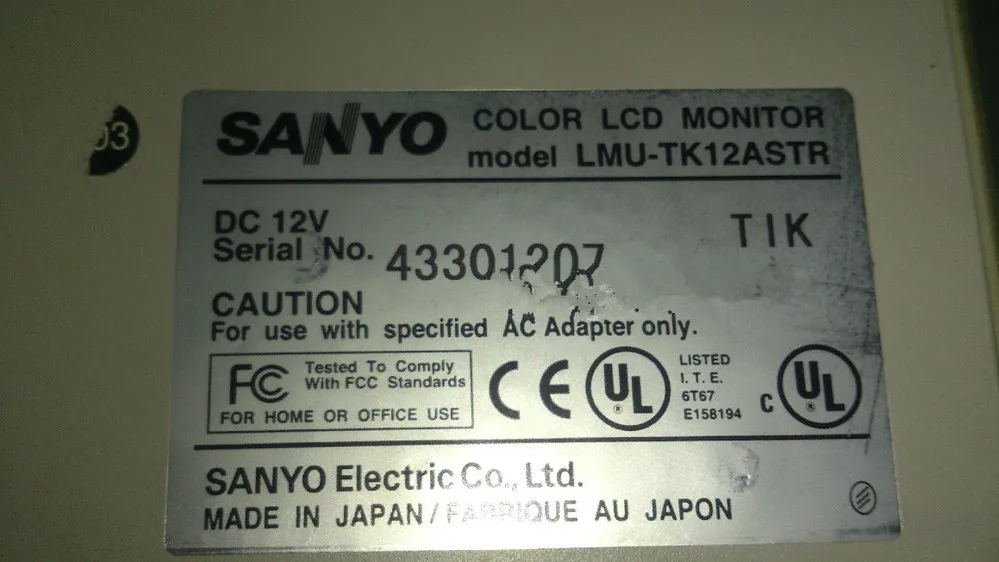 03
SANYO
COLOR LCD MONITOR
model LMU-TK12ASTR
DC 12V
TIK
Serial No. 43301207
CAUTION
For use with specified AC Adapter only.
FC Tested To Comply
With FCC Standards
FOR HOME OR OFFICE USE
CE
UL
®
LISTED
I. T. E.
6T67
E158194
C UL
®
SANYO Electric Co., Ltd.
MADE IN JAPAN / FABRIQUE AU JAPON